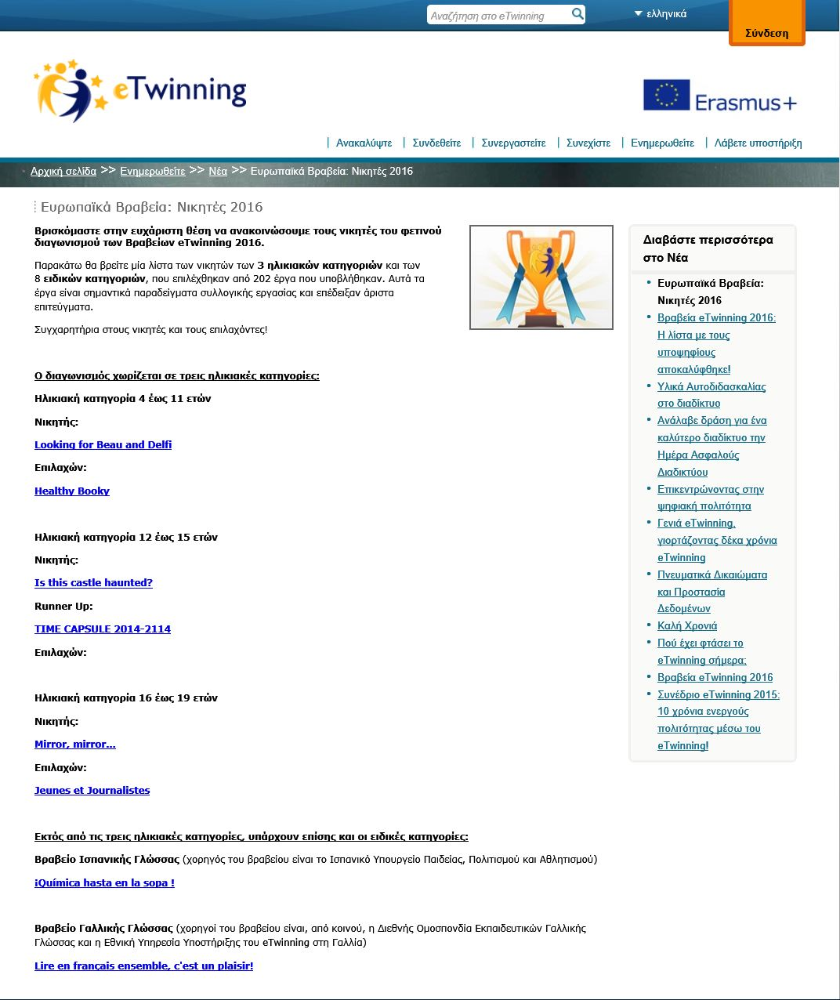 Αναζήτηση στο eTwinning
ελληνικά
Σύνδεση
eTwinning
Erasmus+
Ανακαλύψτε
Συνδεθείτε
Συνεργαστείτε
Συνεχίστε
Ενημερωθείτε
Λάβετε υποστήριξη
Αρχική σελίδα >> Ενημερωθείτε >> Νέα >> Ευρωπαϊκά Βραβεία: Νικητές 2016
Ευρωπαϊκά Βραβεία: Νικητές 2016
Βρισκόμαστε στην ευχάριστη θέση να ανακοινώσουμε τους νικητές του φετινού
διαγωνισμού των Βραβείων eTwinning 2016.
Παρακάτω θα βρείτε μία λίστα των νικητών των 3 ηλικιακών κατηγοριών και των
8 ειδικών κατηγοριών, που επιλέχθηκαν από 202 έργα που υποβλήθηκαν. Αυτά τα
έργα είναι σημαντικά παραδείγματα συλλογικής εργασίας και επέδειξαν άριστα
επιτεύγματα.
Συγχαρητήρια στους νικητές και τους επιλαχόντες!
Ο διαγωνισμός χωρίζεται σε τρεις ηλικιακές κατηγορίες:
Ηλικιακή κατηγορία 4 έως 11 ετών
Νικητής:
Looking for Beau and Delfi
Επιλαχών:
Healthy Booky
Ηλικιακή κατηγορία 12 έως 15 ετών
Νικητής:
Is this castle haunted?
Runner Up:
TIME CAPSULE 2014-2114
Επιλαχών:
Ηλικιακή κατηγορία 16 έως 19 ετών
Νικητής:
Mirror, mirror...
Επιλαχών:
Jeunes et Journalistes
Εκτός από τις τρεις ηλικιακές κατηγορίες, υπάρχουν επίσης και οι ειδικές κατηγορίες:
Βραβείο Ισπανικής Γλώσσας (χορηγός του βραβείου είναι το Ισπανικό Υπουργείο Παιδείας, Πολιτισμού και Αθλητισμού)
¡Química hasta en la sopa !
Βραβείο Γαλλικής Γλώσσας (χορηγοί του βραβείου είναι, από κοινού, η Διεθνής Ομοσπονδία Εκπαιδευτικών Γαλλικής
Γλώσσας και η Εθνική Υπηρεσία Υποστήριξης του eTwinning στη Γαλλία)
Lire en français ensemble, c'est un plaisir!
Διαβάστε περισσότερα
στο Νέα
Ευρωπαϊκά Βραβεία:
Νικητές 2016
Βραβεία eTwinning 2016:
Η λίστα με τους
υποψηφίους
αποκαλύφθηκε!
Υλικά Αυτοδιδασκαλίας
στο διαδίκτυο
Ανάλαβε δράση για ένα
καλύτερο διαδίκτυο την
Ημέρα Ασφαλούς
Διαδικτύου
Επικεντρώνοντας στην
ψηφιακή πολιτότητα
Γενιά eTwinning,
γιορτάζοντας δέκα χρόνια
eTwinning
Πνευματικά Δικαιώματα
και Προστασία
Δεδομένων
Καλή Χρονιά
Πού έχει φτάσει το
eTwinning σήμερα;
Βραβεία eTwinning 2016
Συνέδριο eTwinning 2015:
10 χρόνια ενεργούς
πολιτότητας μέσω του
eTwinning!